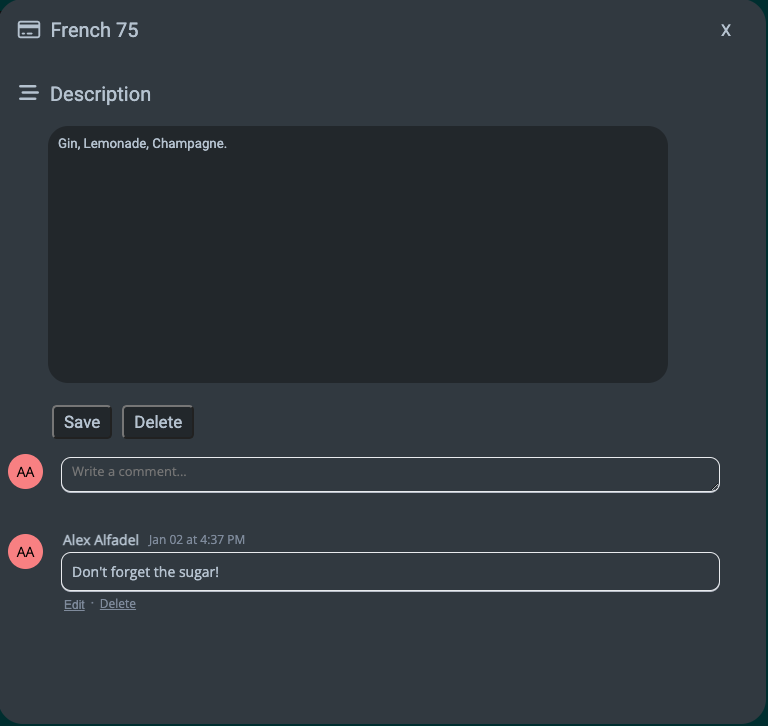 French 75
X
Description
Gin, Lemonade, Champagne.
Save Delete
AA
Write a comment...
Alex Alfadel Jan 02 at 4:37 PM
AA
Don't forget the sugar!
Edit · Delete